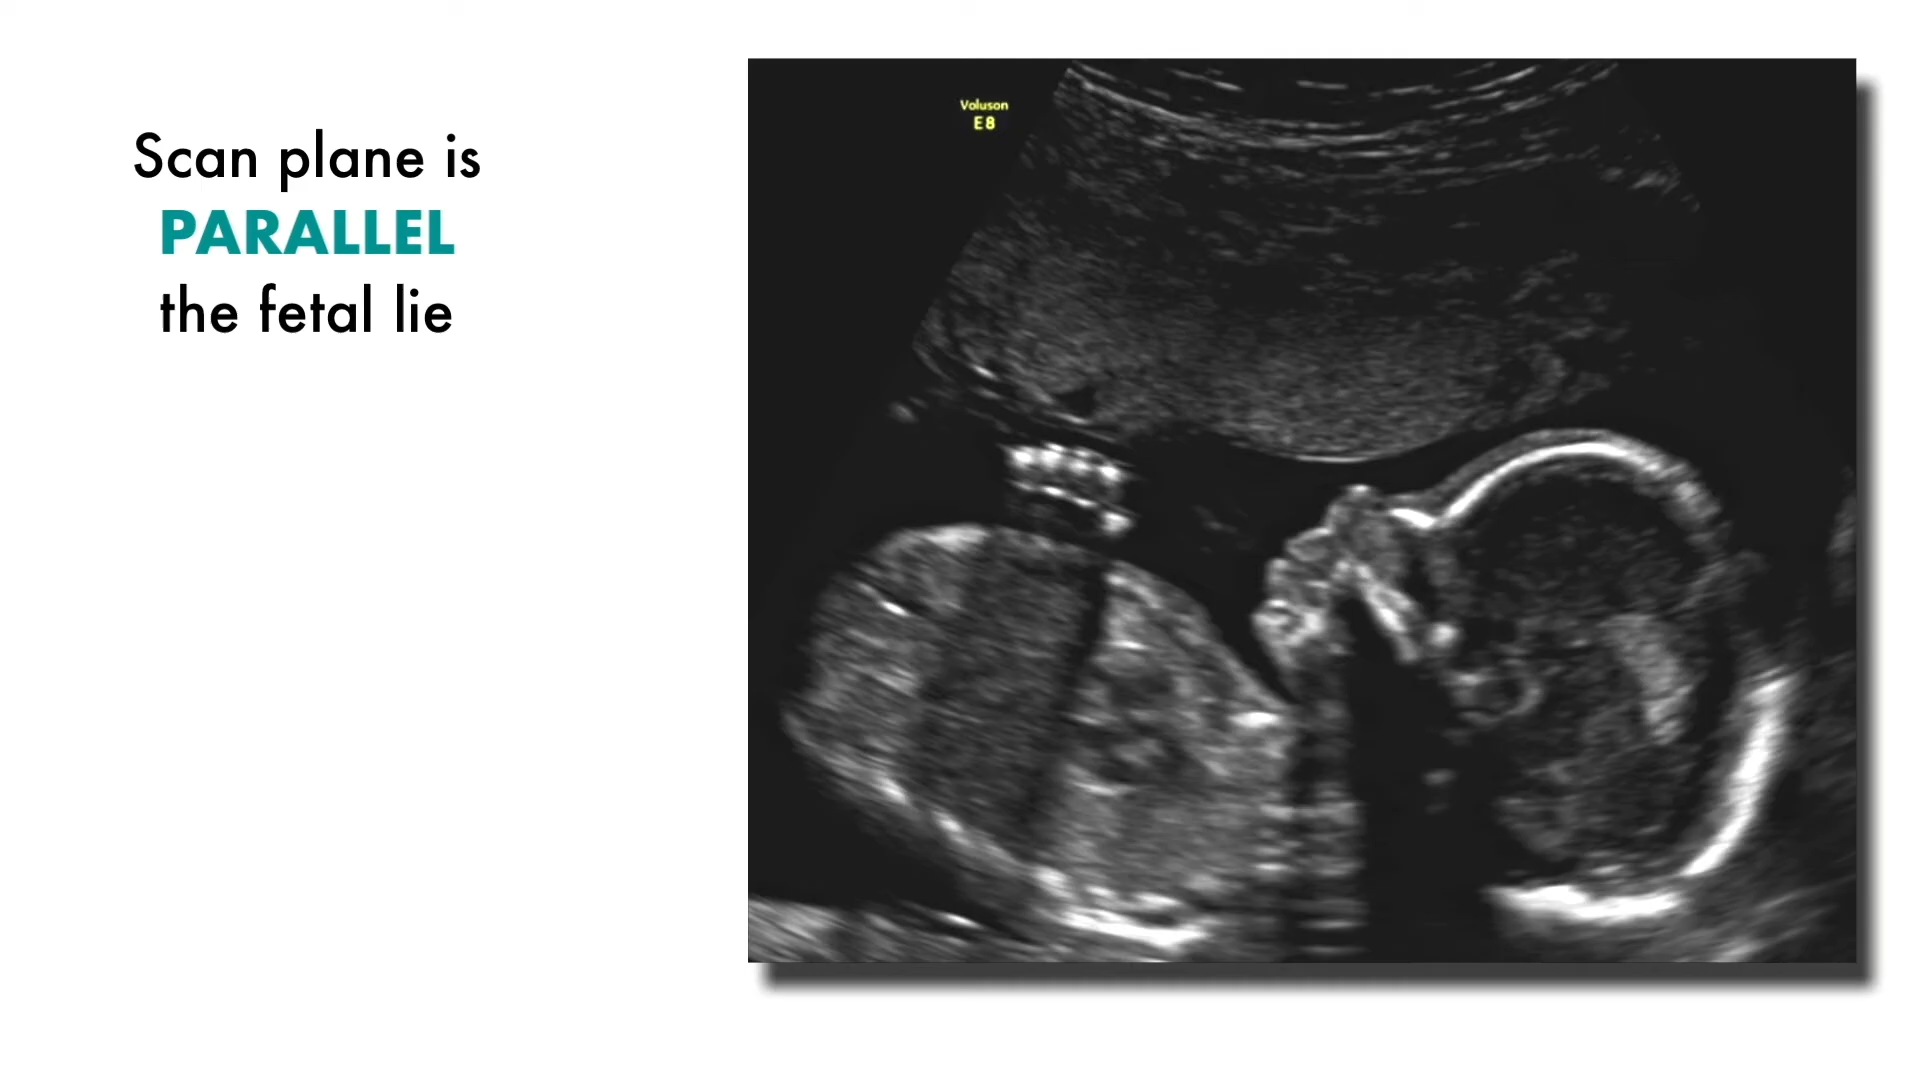 Scan plane is
PARALLEL
the fetal lie
Voluson
E8